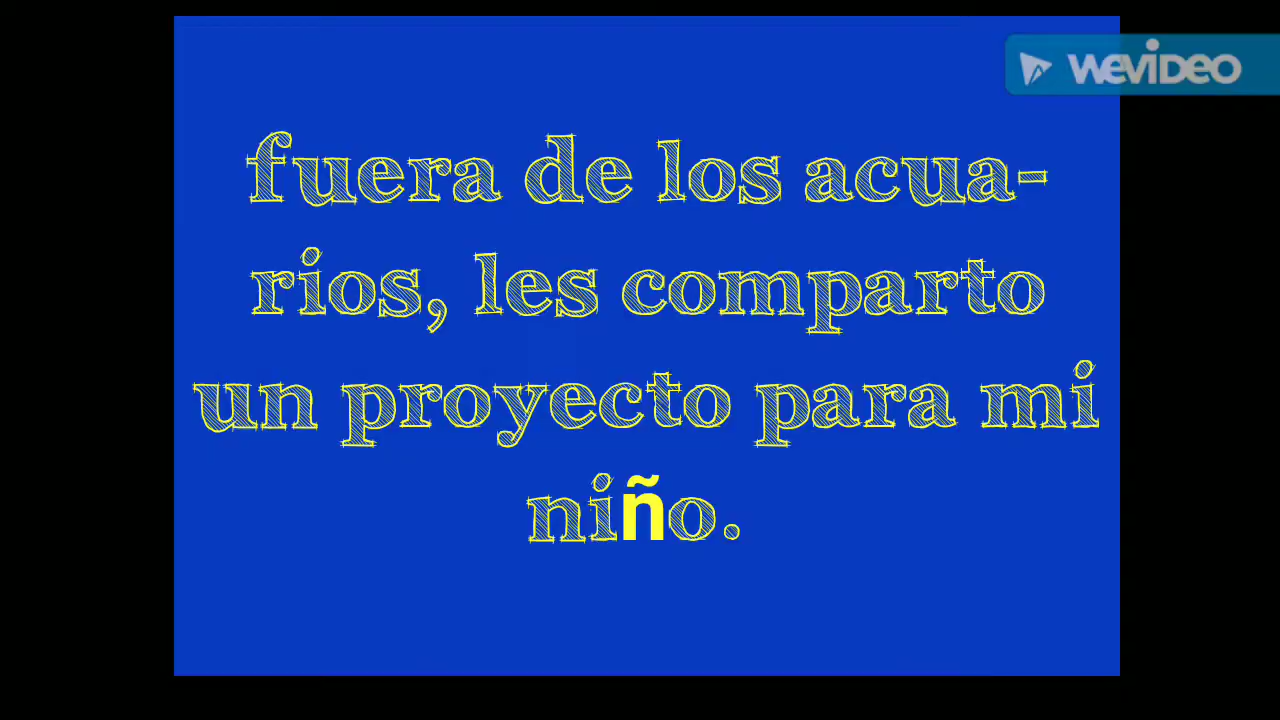 WEVIDEO
fuera de los acua-
rios, les comparto
un proyecto para mi
niño.